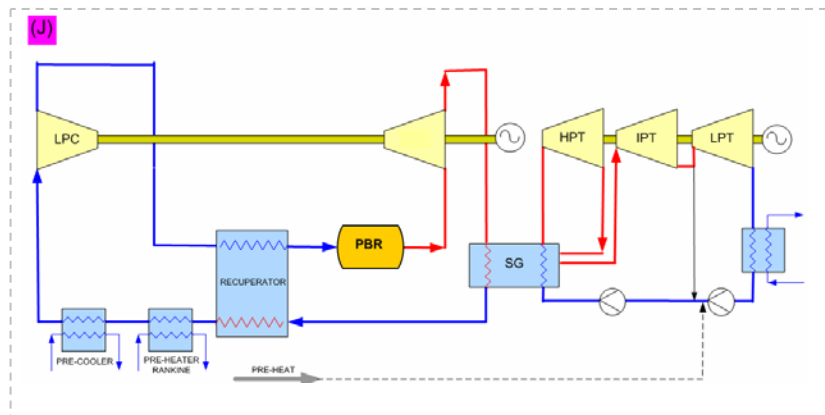 (J)
LPC
HPT
IPT
LPT
PBR
SG
RECUPERATOR
PRE-COOLER
PRE-HEATER
RANKINE
PRE-HEAT